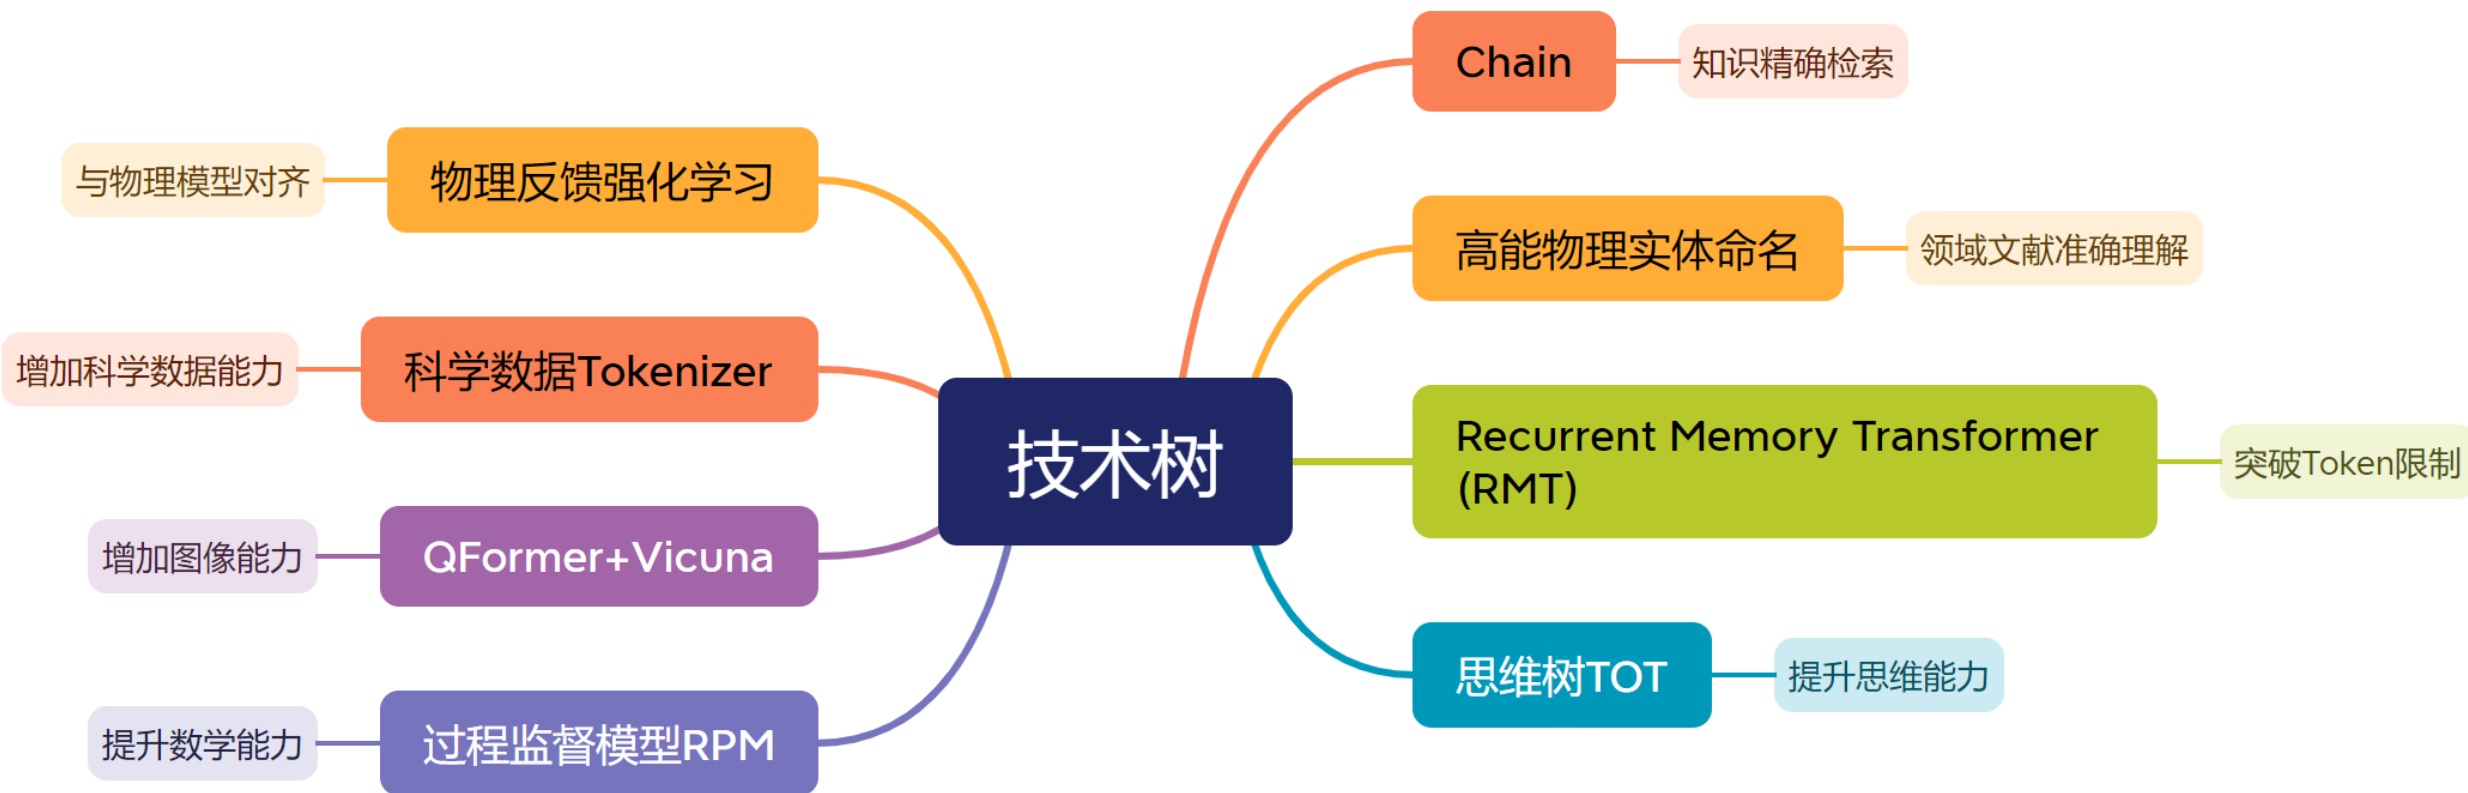 技术树
Chain
知识精确检索
高能物理实体命名
领域文献准确理解
Recurrent Memory Transformer
(RMT)
突破Token限制
思维树TOT
提升思维能力
物理反馈强化学习
与物理模型对齐
科学数据Tokenizer
增加科学数据能力
QFormer+Vicuna
增加图像能力
过程监督模型RPM
提升数学能力